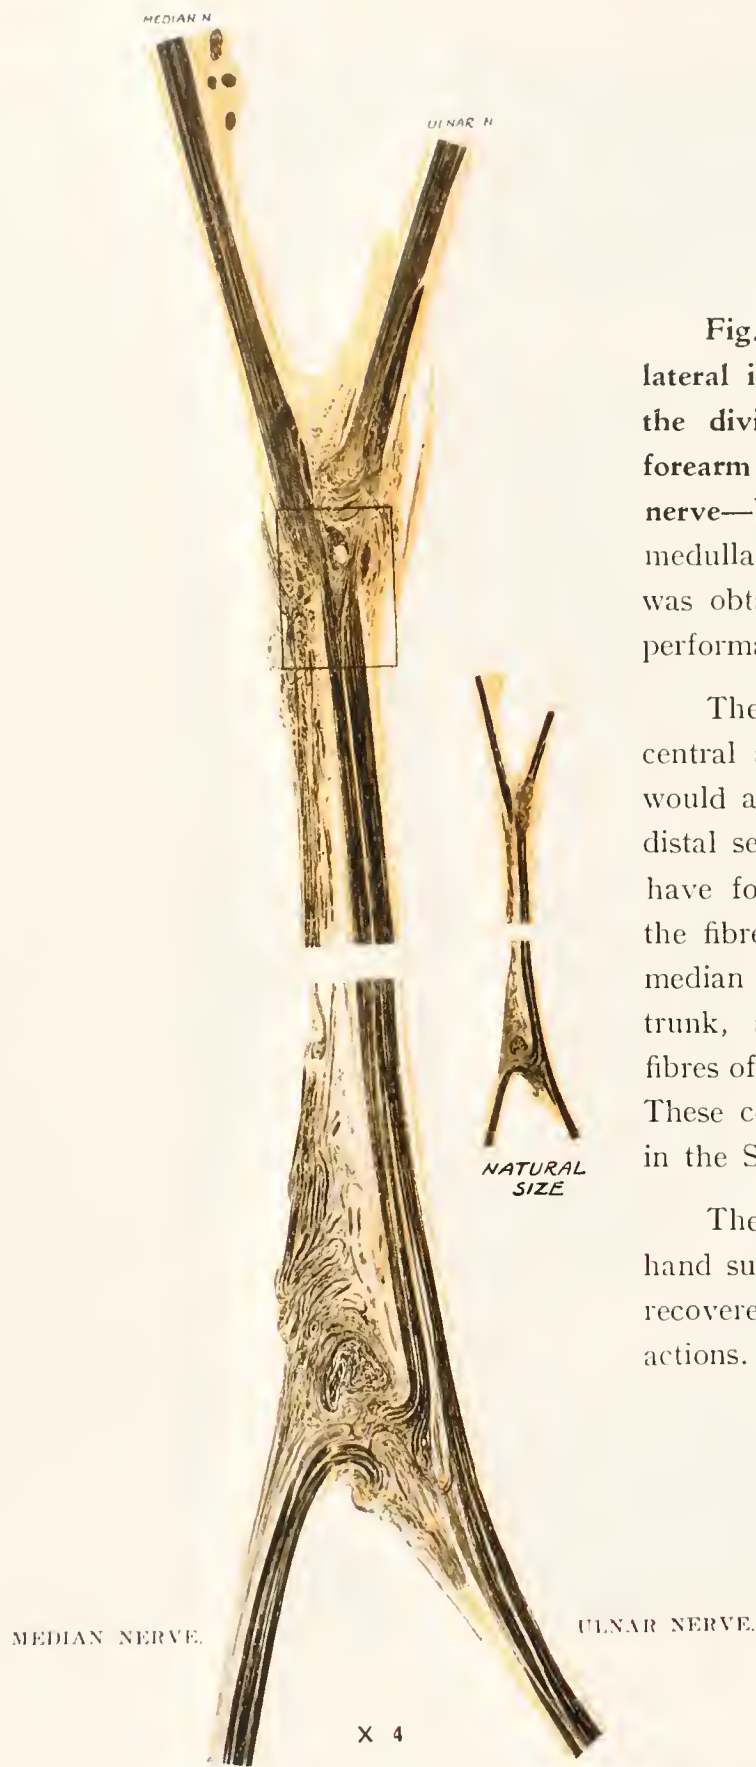 MEDIAN N
ULNAR N
Fig.
lateral i
the divi
forearm
nerve—
medulla
was obt
performa
The
central
would a
distal se
have fo
the fibre
median
trunk,
fibres of
These c
in the S
The
hand su
recovere
actions.
NATURAL
SIZE
MEDIAN NERVE.
ULNAR NERVE.
X 4